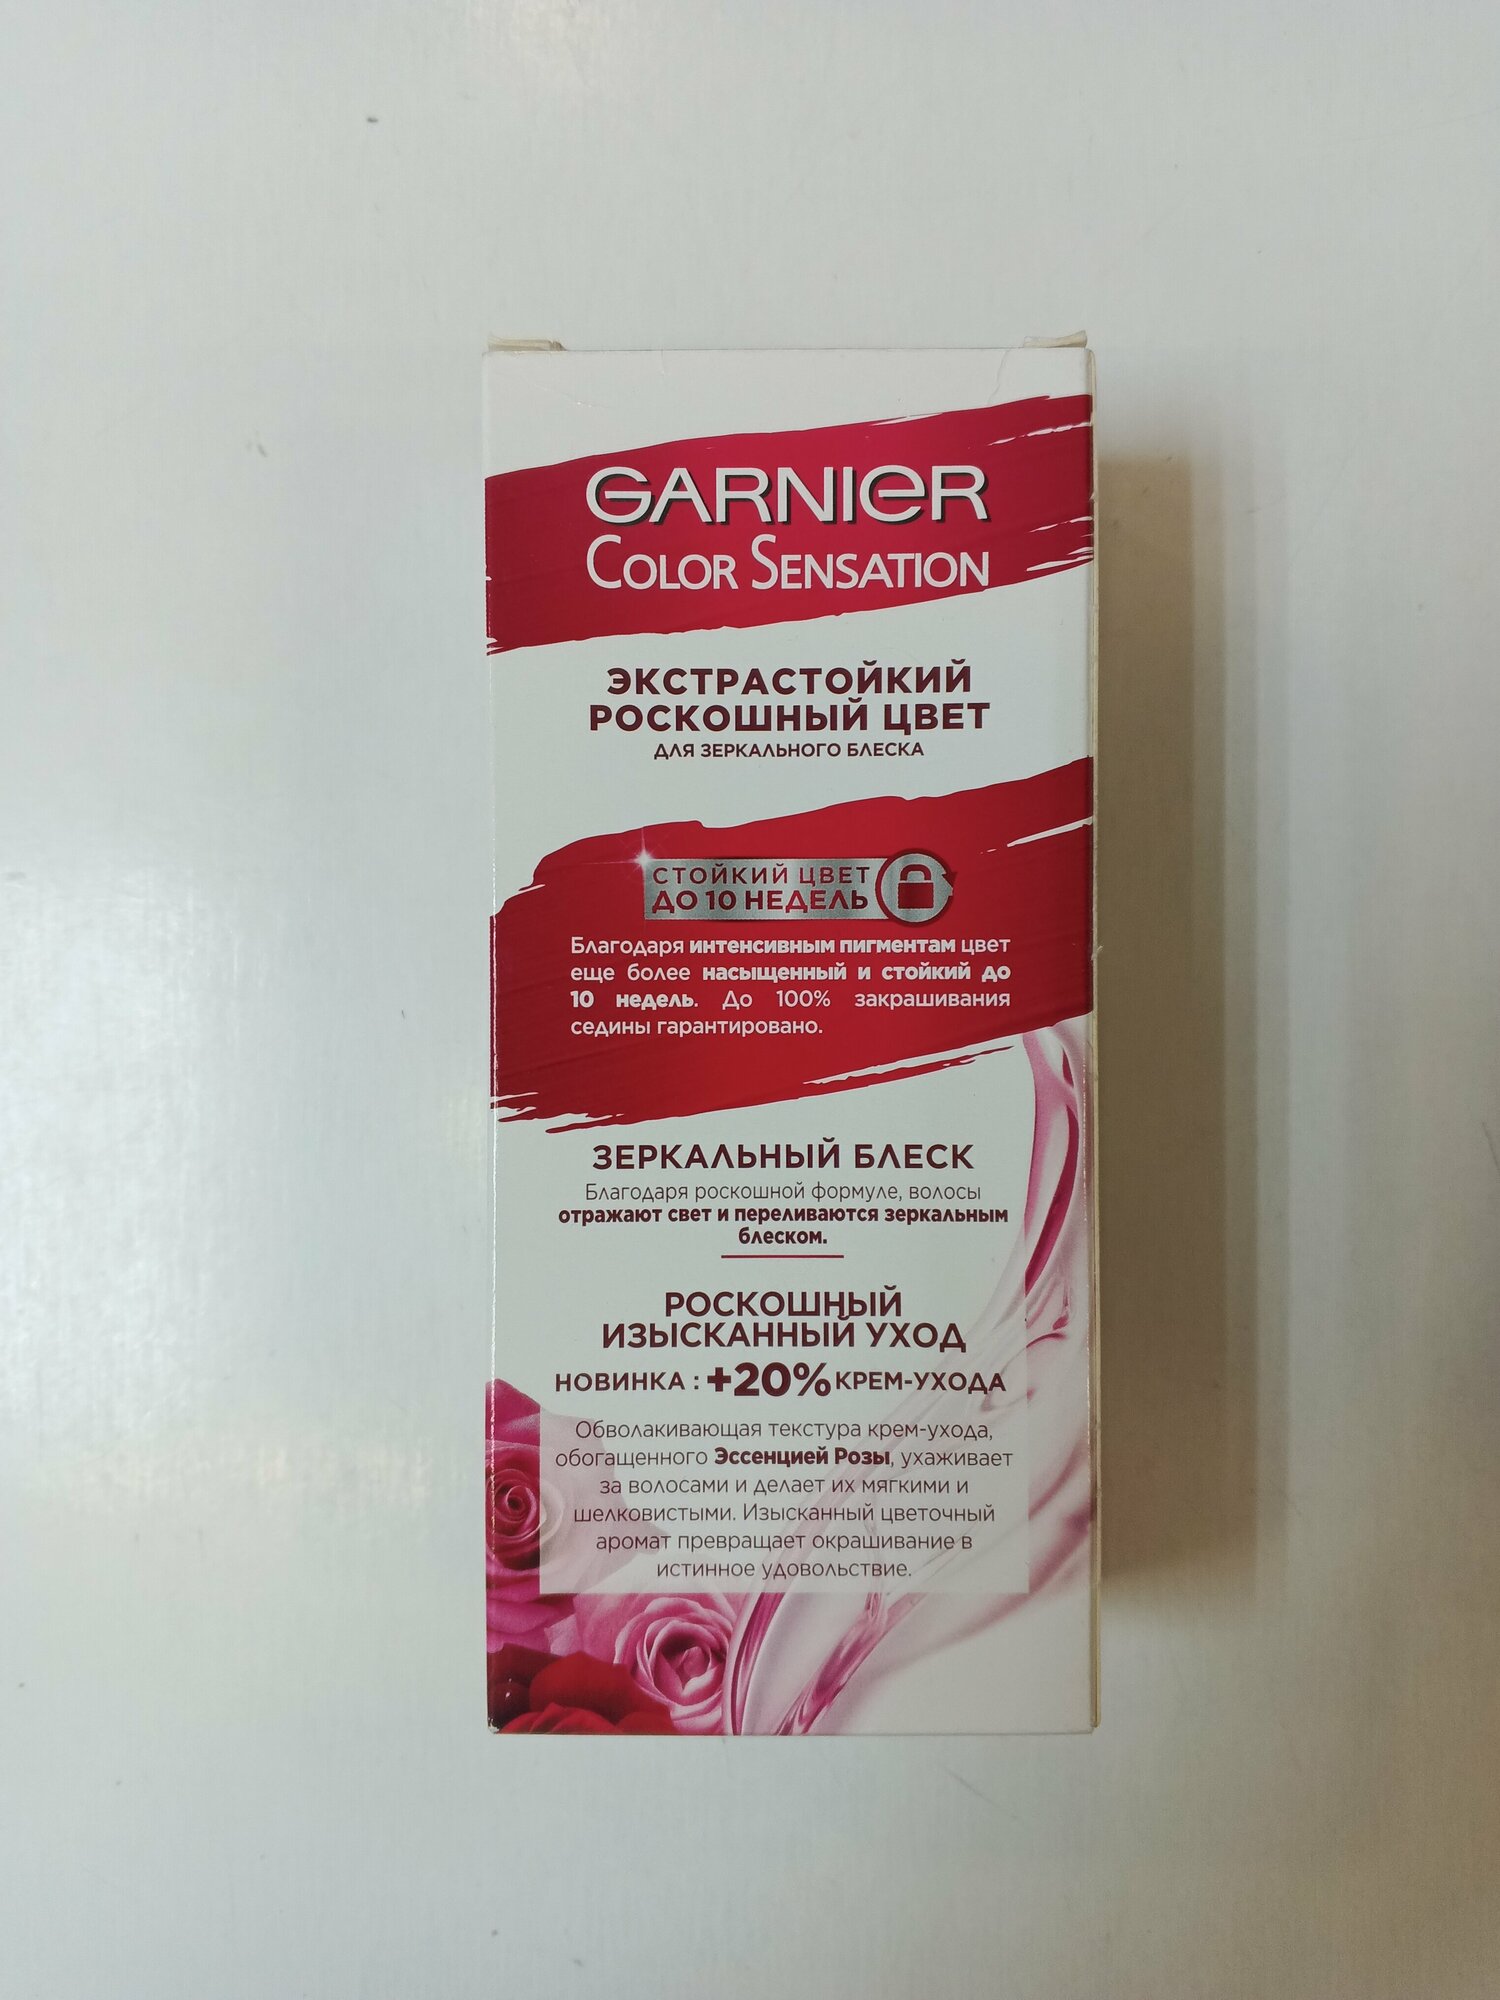 GARNIER
COLOR SENSATION
ЭКСТРАСТОЙКИЙ
РОСКОШНЫЙ ЦВЕТ
ДЛЯ ЗЕРКАЛЬНОГО БЛЕСКА
СТОЙКИЙ ЦВЕТ
ДО 10 НЕДЕЛЬ
Благодаря интенсивным пигментам цвет
еще более насыщенный и стойкий до
10 недель. До 100% закрашивания
седины гарантировано.
ЗЕРКАЛЬНЫЙ БЛЕСК
Благодаря роскошной формуле, волосы
отражают свет и переливаются зеркальным
блеском.
РОСКОШНЫЙ
ИЗЫСКАННЫЙ УХОД
НОВИНКА : +20% КРЕМ-УХОДА
Обволакивающая текстура крем-ухода,
обогащенного Эссенцией Розы, ухаживает
за волосами и делает их мягкими и
шелковистыми. Изысканный цветочный
аромат превращает окрашивание в
истинное удовольствие.